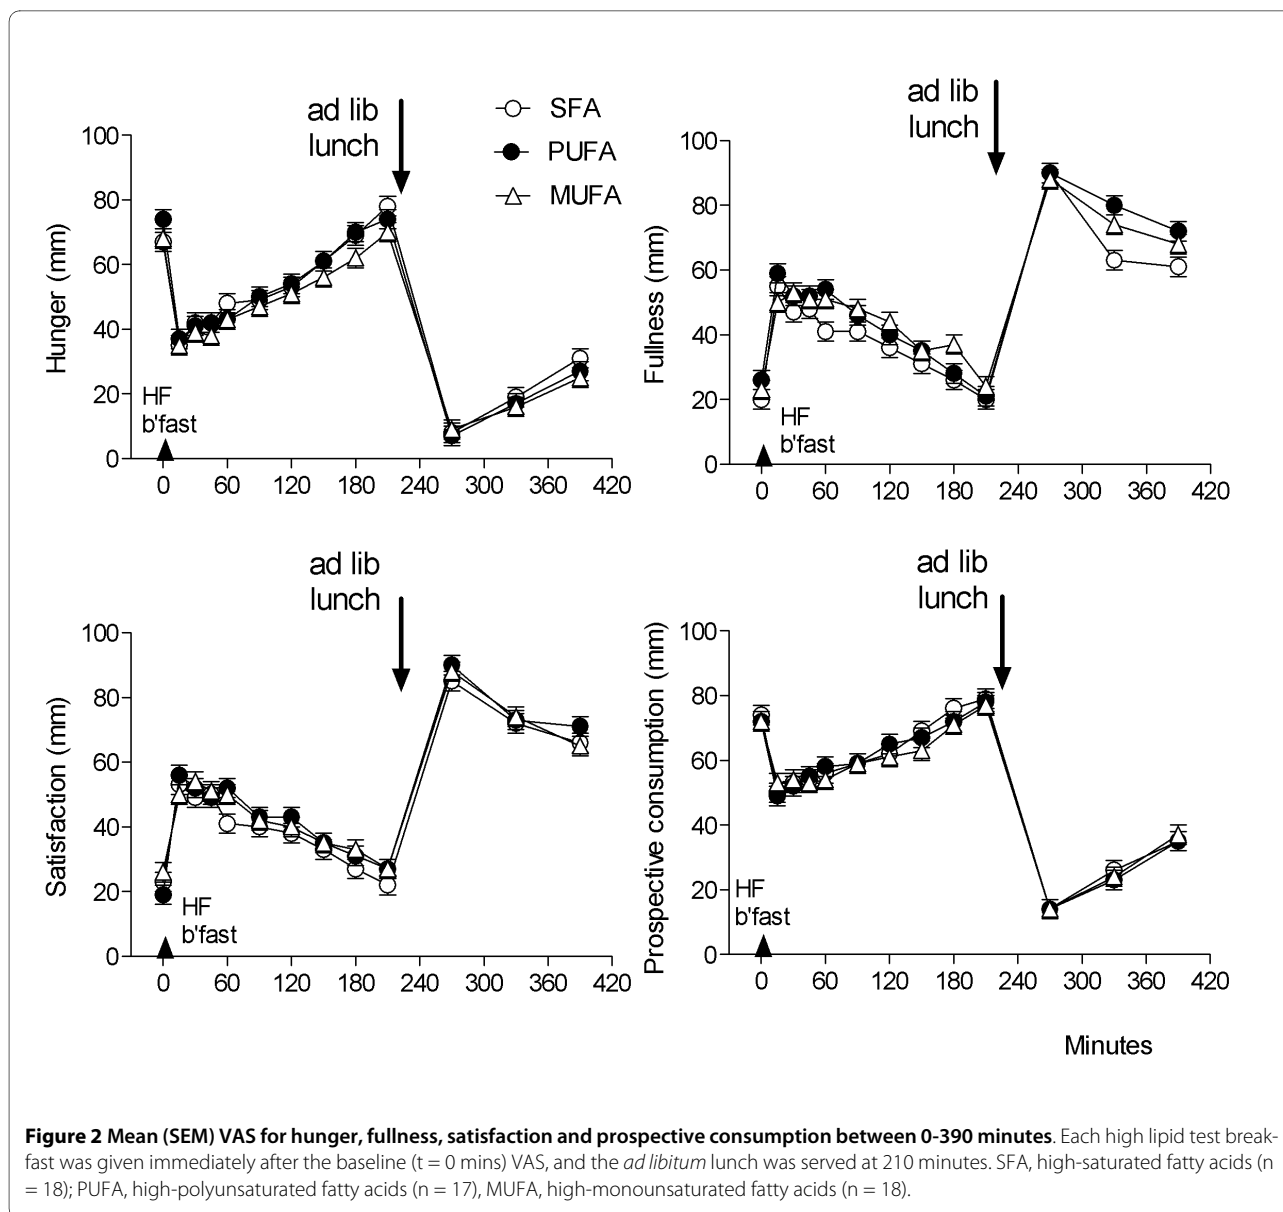 ad lib
lunch
SFA
PUFA
MUFA
Hunger (mm)
100
80
60
40
20
0
HF
b'fast
0 60 120 180 240 300 360 420
ad lib
lunch
Fullness (mm)
100
80
60
40
20
0
HF
b'fast
0 60 120 180 240 300 360 420
ad lib
lunch
Satisfaction (mm)
100
80
60
40
20
0
HF
b'fast
0 60 120 180 240 300 360 420
ad lib
lunch
Prospective consumption (mm)
100
80
60
40
20
0
HF
b'fast
0 60 120 180 240 300 360 420
Minutes
Figure 2 Mean (SEM) VAS for hunger, fullness, satisfaction and prospective consumption between 0-390 minutes. Each high lipid test break-
fast was given immediately after the baseline (t = 0 mins) VAS, and the ad libitum lunch was served at 210 minutes. SFA, high-saturated fatty acids (n
= 18); PUFA, high-polyunsaturated fatty acids (n = 17), MUFA, high-monounsaturated fatty acids (n = 18).